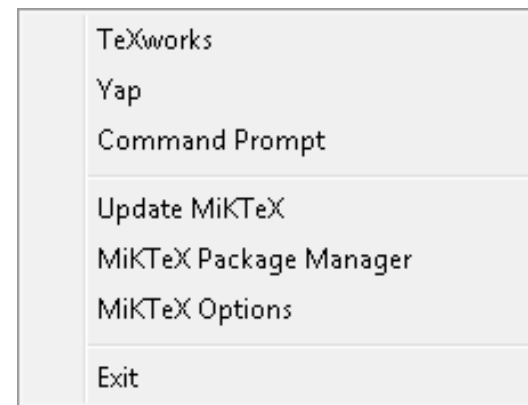 TeXworks
Yap
Command Prompt
Update MiKTeX
MiKTeX Package Manager
MiKTeX Options
Exit